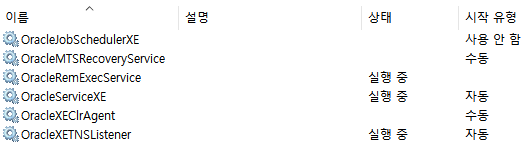 이름 설명 상태 시작 유형
OracleJobSchedulerXE 사용 안 함
OracleMTSRecoveryService 수동
OracleRemExecService 실행 중
OracleServiceXE 실행 중 자동
OracleXEClrAgent 수동
OracleXETNSListener 실행 중 자동